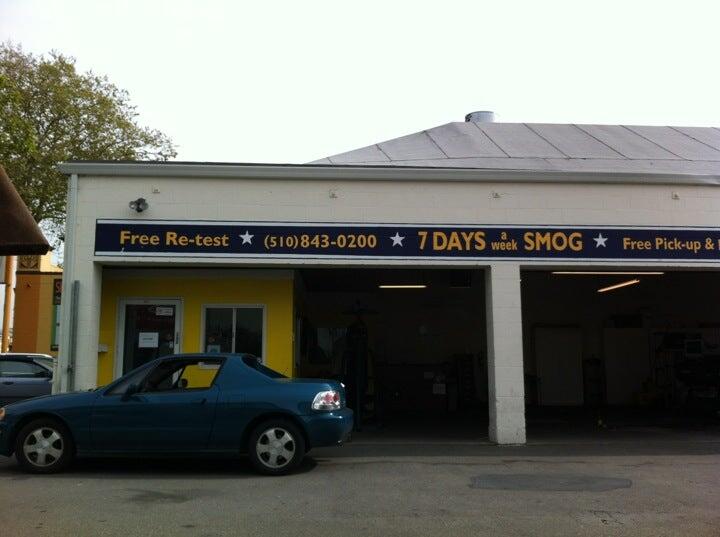 Free Re-test ★ (510)843-0200 ★ 7 DAYS a week SMOG ★ Free Pick-up &